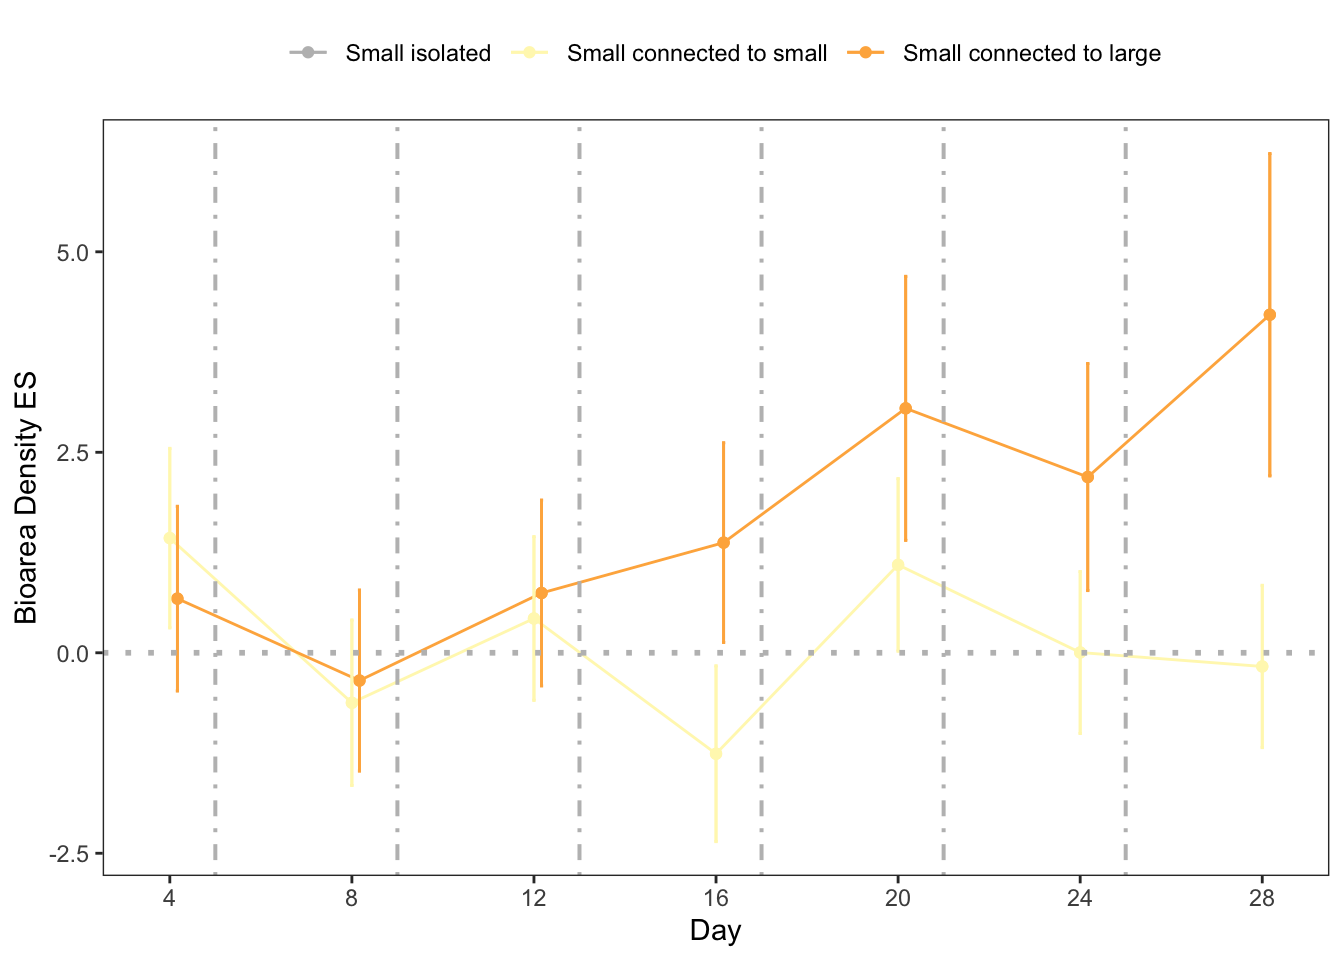 Small isolated Small connected to small Small connected to large
Bioarea Density ES
5.0
2.5
0.0
-2.5
4 8 12 16 20 24 28
Day